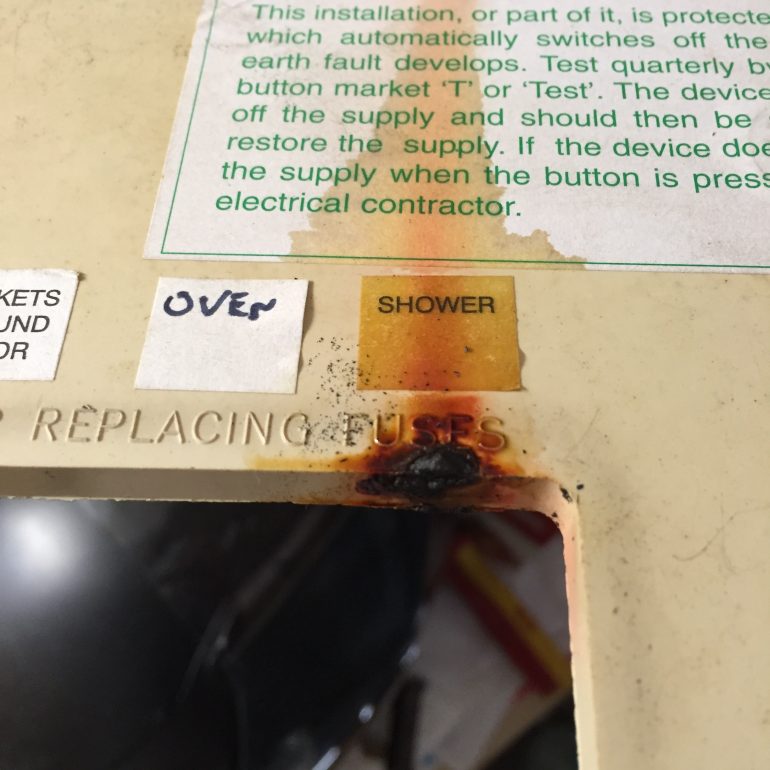 This installation, or part of it, is protecte
which automatically switches off the
earth fault develops. Test quarterly by
button market ‘T’ or ‘Test’. The device
off the supply and should then be
restore the supply. If the device doe
the supply when the button is press
electrical contractor.
KETS
UND
OR
OVEN
SHOWER
REPLACING FUSES